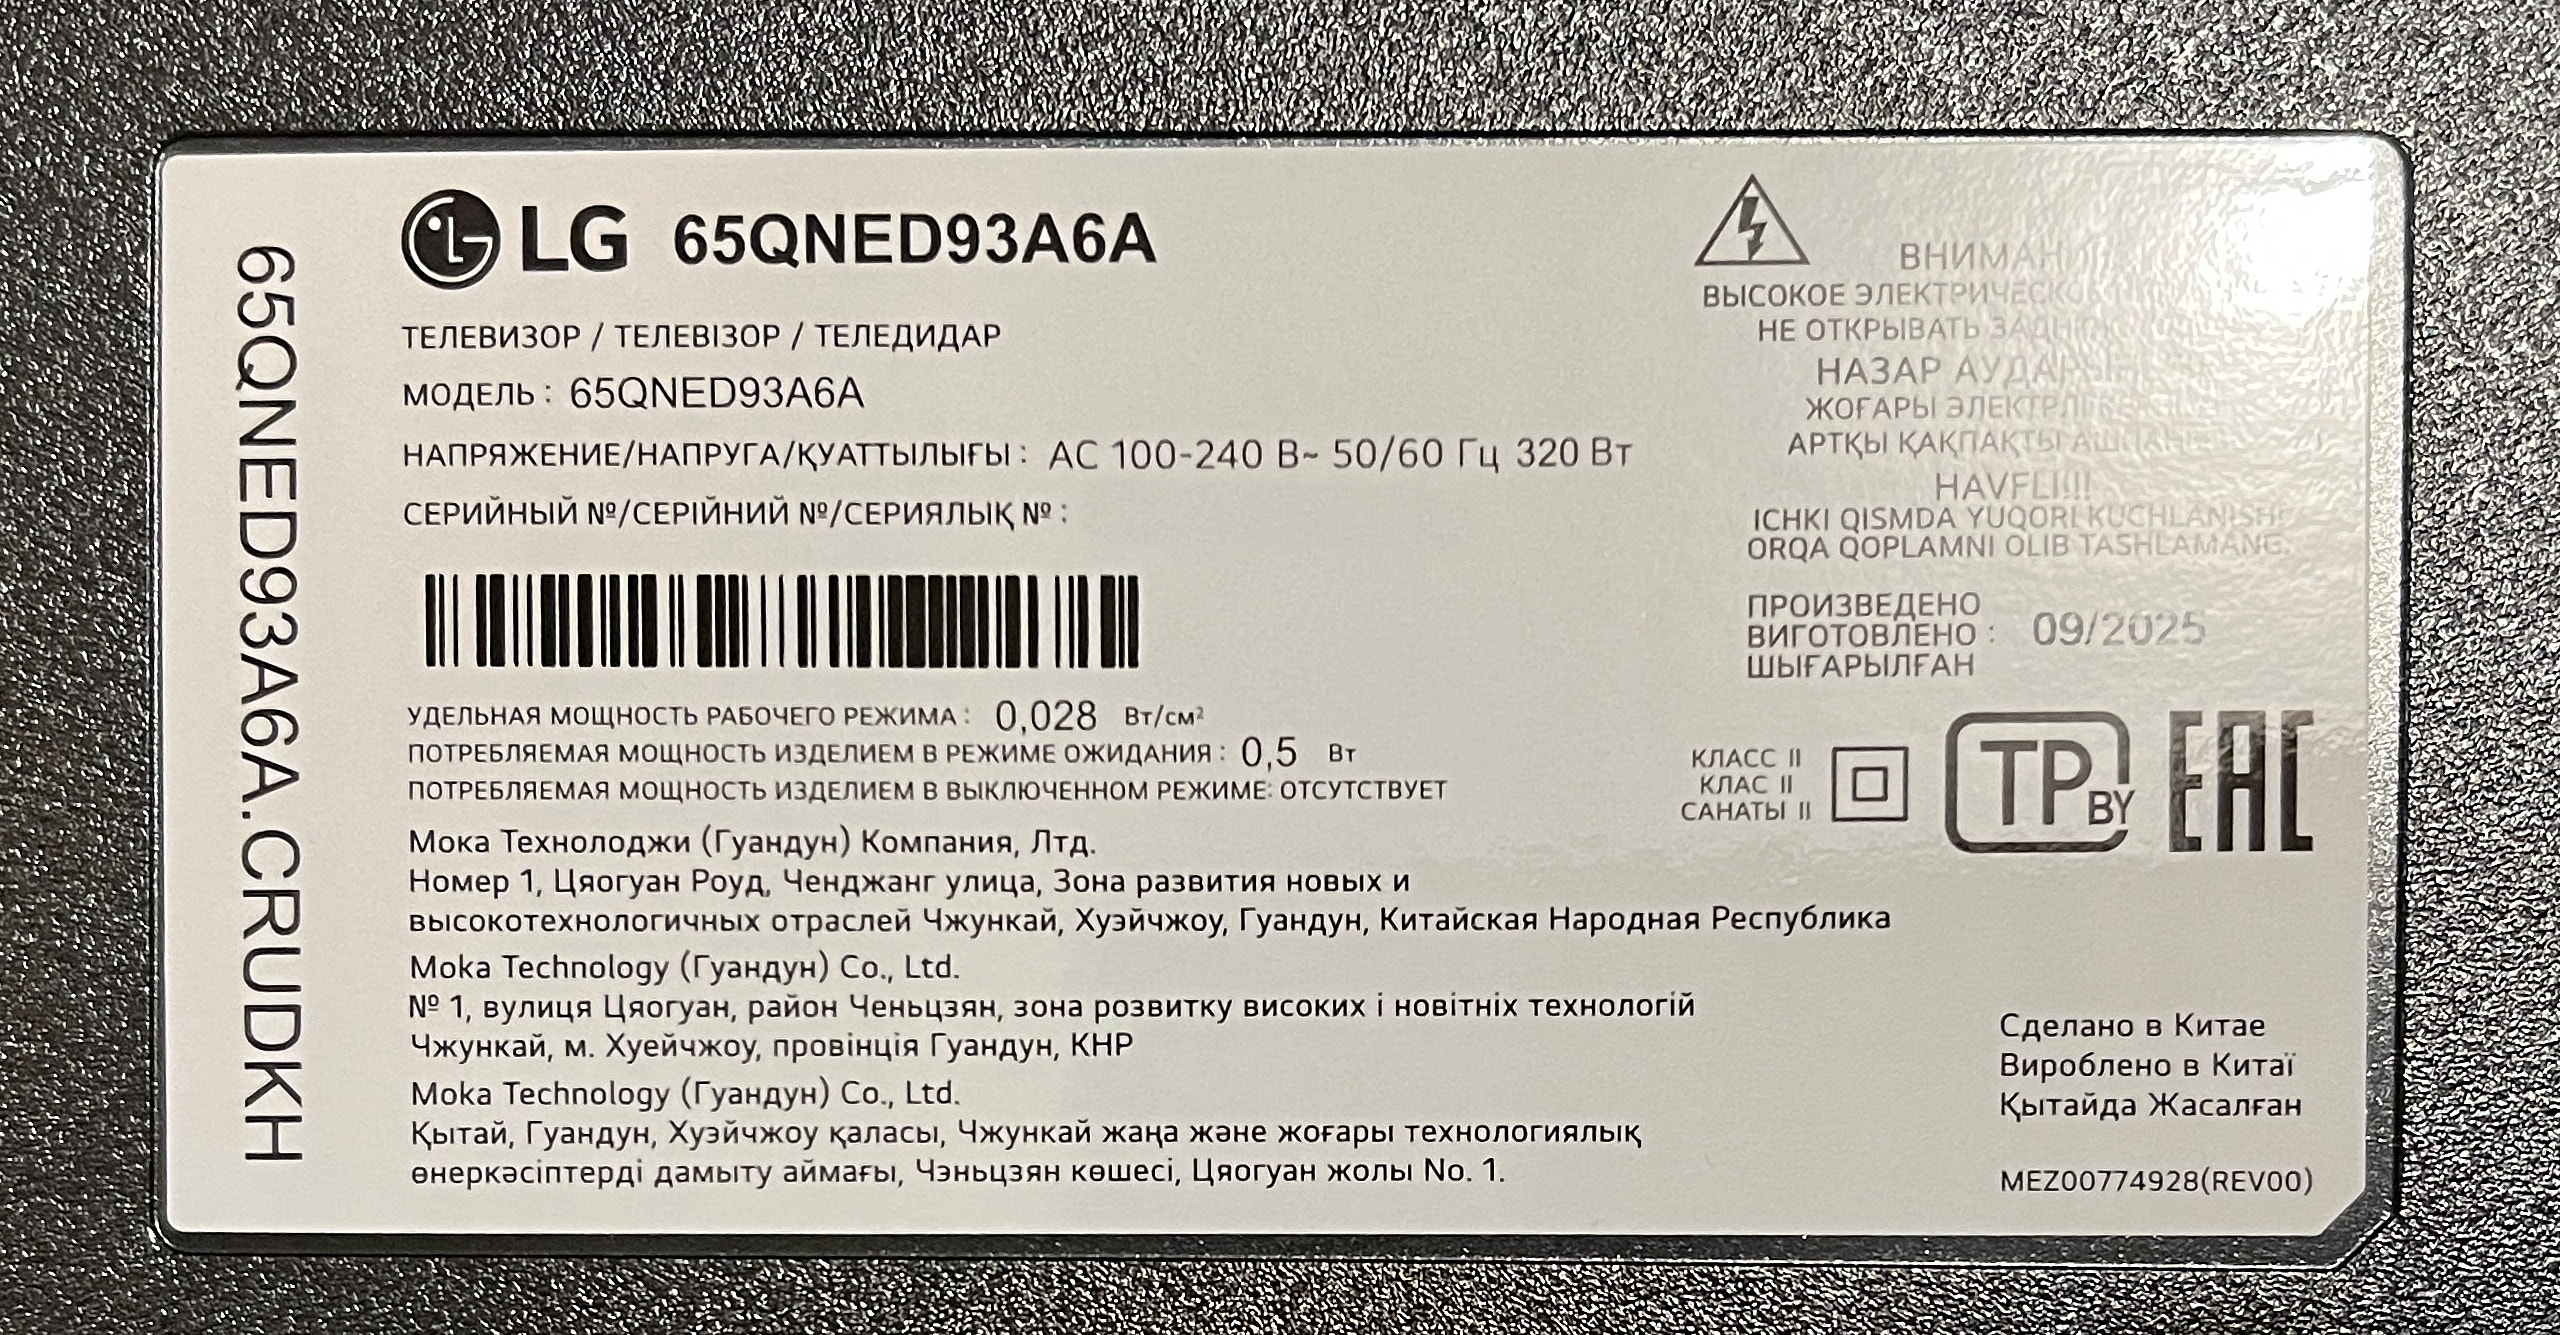 65QNED93A6A.CRUDKH
LG 65QNED93A6A
ТЕЛЕВИЗОР / ТЕЛЕВІЗОР / ТЕЛЕДИДАР
МОДЕЛЬ : 65QNED93A6A
НАПРЯЖЕНИЕ/НАПРУГА/ҚУАТТЫЛЫҒЫ : AC 100-240 В~ 50/60 Гц 320 Вт
СЕРИЙНЫЙ №/СЕРІЙНИЙ №/СЕРИЯЛЫҚ № :
УДЕЛЬНАЯ МОЩНОСТЬ РАБОЧЕГО РЕЖИМА : 0,028 Вт/см²
ПОТРЕБЛЯЕМАЯ МОЩНОСТЬ ИЗДЕЛИЕМ В РЕЖИМЕ ОЖИДАНИЯ : 0,5 Вт
ПОТРЕБЛЯЕМАЯ МОЩНОСТЬ ИЗДЕЛИЕМ В ВЫКЛЮЧЕННОМ РЕЖИМЕ: ОТСУТСТВУЕТ
Мока Технолоджи (Гуандун) Компания, Лтд.
Номер 1, Цяогуан Роуд, Ченджанг улица, Зона развития новых и
высокотехнологичных отраслей Чжункай, Хуэйчжоу, Гуандун, Китайская Народная Республика
Moka Technology (Гуандун) Co., Ltd.
№ 1, вулиця Цяогуан, район Ченьцзян, зона розвитку високих і новітніх технологій
Чжункай, м. Хуейчжоу, провінція Гуандун, КНР
Moka Technology (Гуандун) Co., Ltd.
Қытай, Гуандун, Хуэйчжоу қаласы, Чжункай жаңа және жоғары технологиялық
өнеркәсіптерді дамыту аймағы, Чэньцзян көшесі, Цяогуан жолы No. 1.
ВЫСОКОЕ
НЕ ОТКРЫВАТЬ
НАЗАР
ЖОҒАРЫ
АРТҚЫ ҚАҚПАҚТЫ
HAVFLI!!!
ICHKI QISMDA YUQORI KUCHLANISH!
ORQA QOPLAMNI OLIB TASHLAMANG.
ПРОИЗВЕДЕНО
ВИГОТОВЛЕНО : 09/2025
ШЫҒАРЫЛҒАН
КЛАСС II
КЛАС II
САНАТЫ II
TP BY
EAC
Сделано в Китае
Вироблено в Китаї
Қытайда Жасалған
MEZ00774928(REV00)